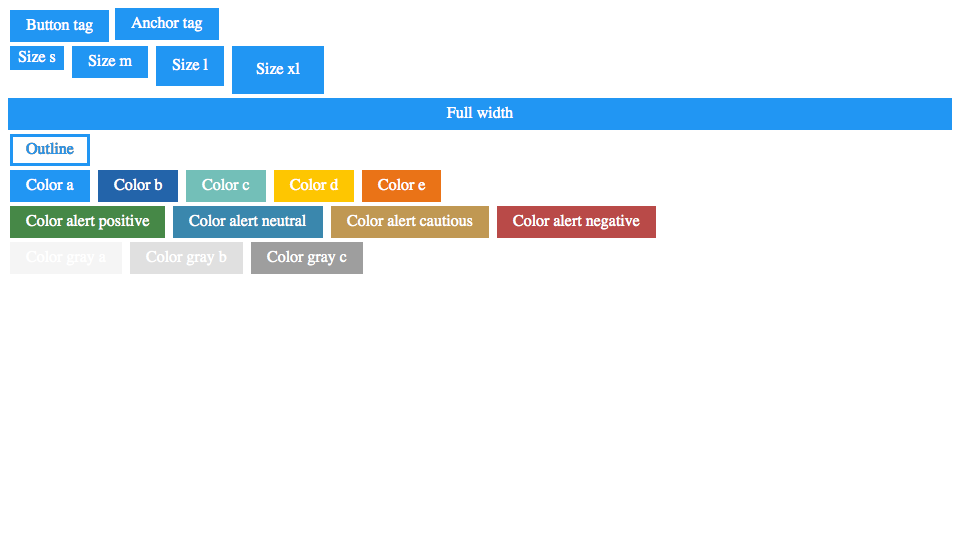 Button tag Anchor tag
Size s Size m Size l Size xl
Full width
Outline
Color a Color b Color c Color d Color e
Color alert positive Color alert neutral Color alert cautious Color alert negative
Color gray a Color gray b Color gray c